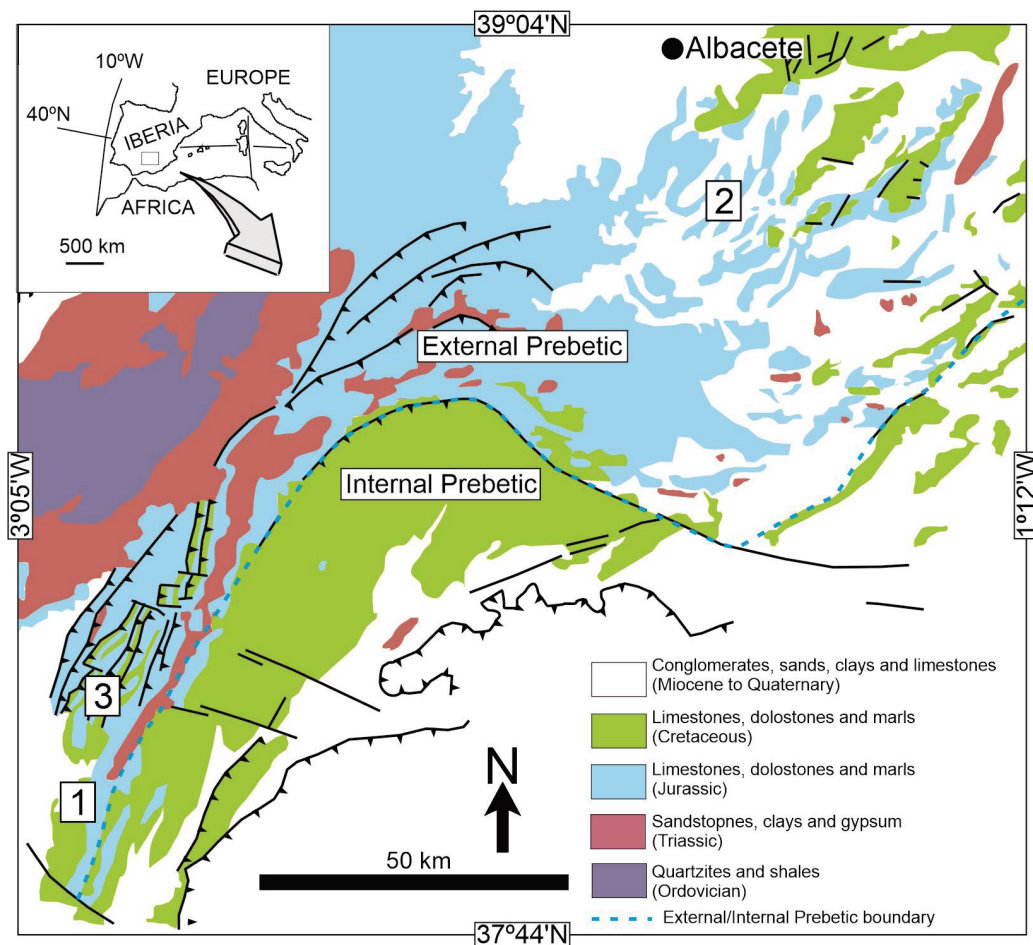 39º04'N
Albacete
10ºW
EUROPE
40ºN
IBERIA
AFRICA
500 km
2
External Prebetic
Internal Prebetic
3º05'W
1º12'W
3
1
N
50 km
Conglomerates, sands, clays and limestones
(Miocene to Quaternary)
Limestones, dolostones and marls
(Cretaceous)
Limestones, dolostones and marls
(Jurassic)
Sandstopnes, clays and gypsum
(Triassic)
Quartzites and shales
(Ordovician)
External/Internal Prebetic boundary
37º44'N